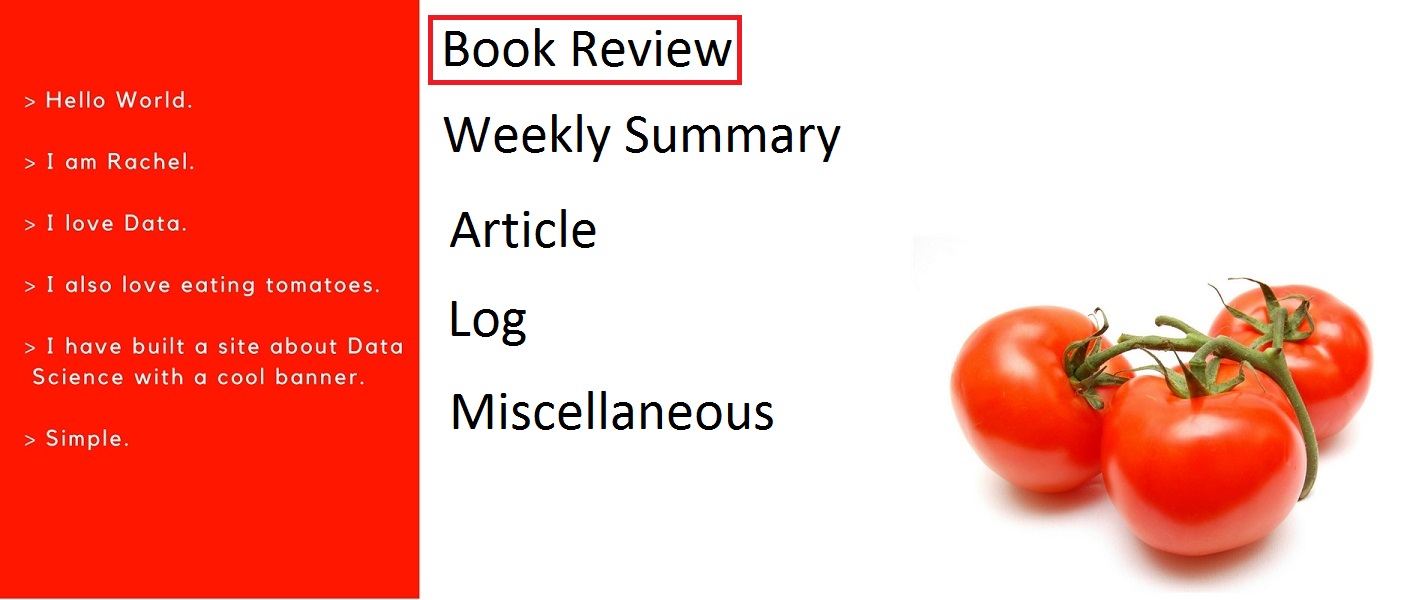 > Hello World.
> I am Rachel.
> I love Data.
> I also love eating tomatoes.
> I have built a site about Data
Science with a cool banner.
> Simple.
Book Review
Weekly Summary
Article
Log
Miscellaneous